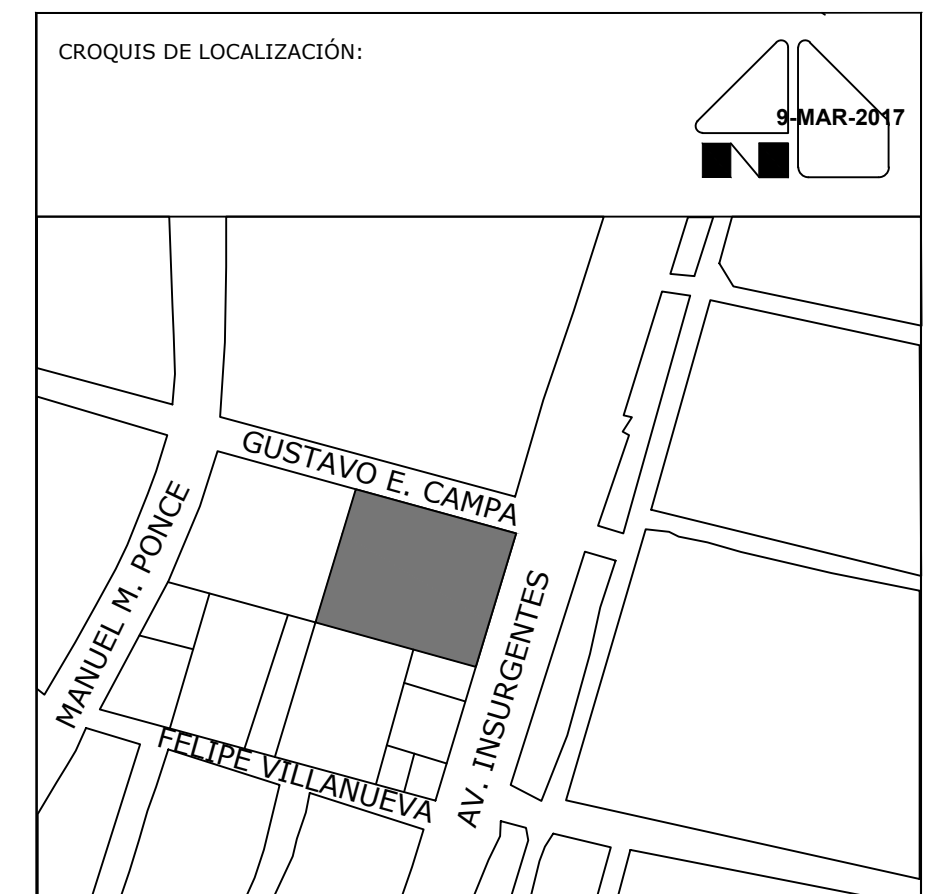 CROQUIS DE LOCALIZACIÓN:
9-MAR-2017
N
GUSTAVO E. CAMPA
MANUEL M. PONCE
AV. INSURGENTES
FELIPE VILLANUEVA